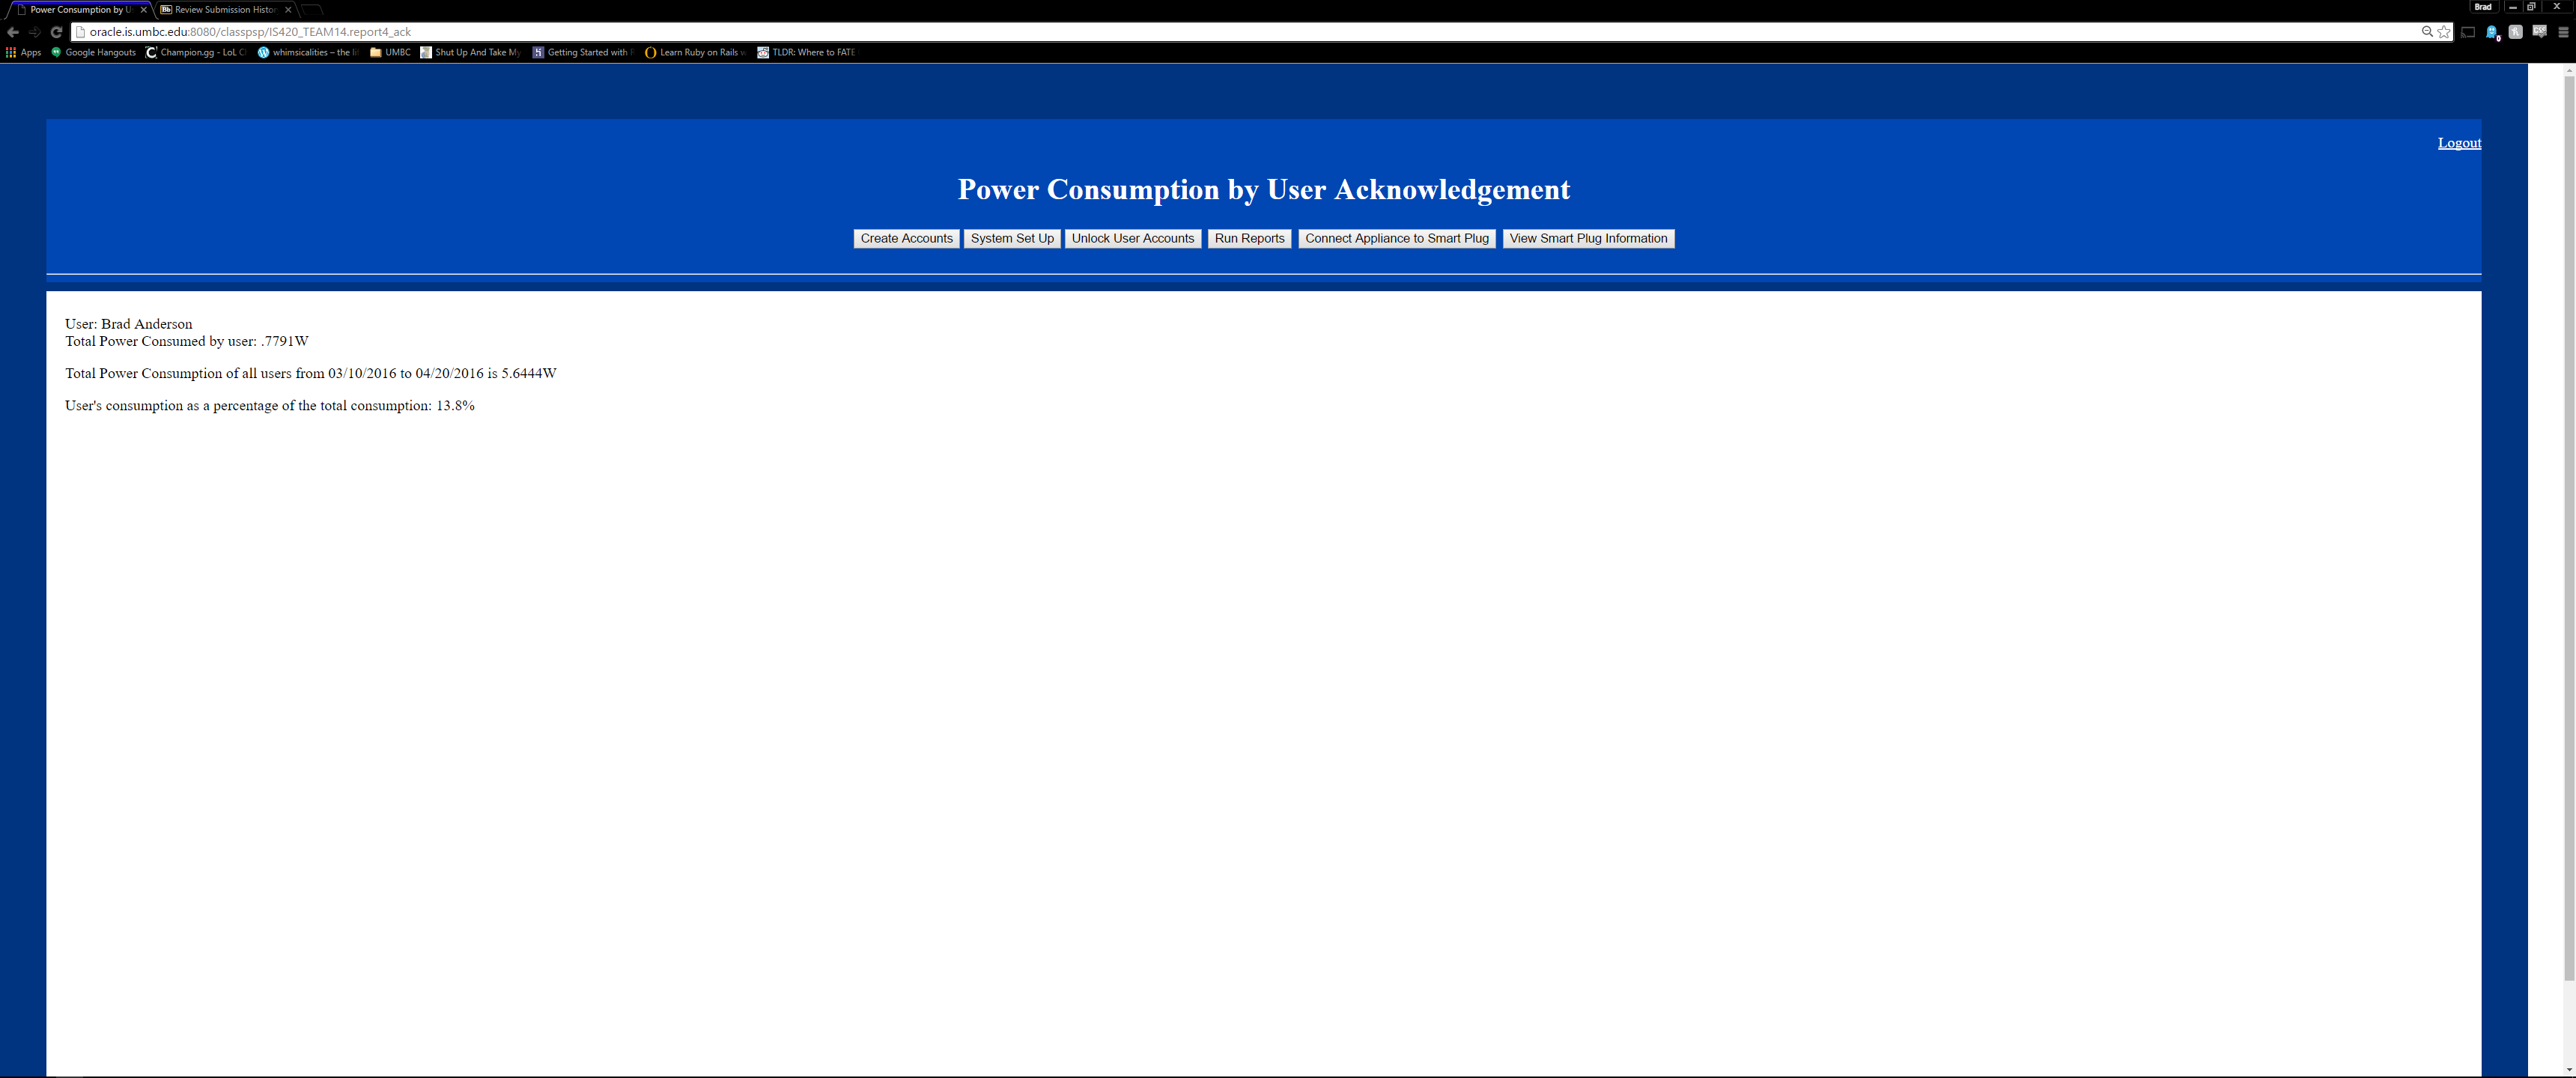 Power Consumption by U
Bb Review Submission Histor
Brad
oracle.is.umbc.edu:8080/classpsp/IS420_TEAM14.report4_ack
Apps Google Hangouts Champion.gg - LoL C whimsicalities – the li UMBC Shut Up And Take My Getting Started with Learn Ruby on Rails TLDR: Where to FATE
Logout
Power Consumption by User Acknowledgement
Create Accounts System Set Up Unlock User Accounts Run Reports Connect Appliance to Smart Plug View Smart Plug Information
User: Brad Anderson
Total Power Consumed by user: .7791W
Total Power Consumption of all users from 03/10/2016 to 04/20/2016 is 5.6444W
User's consumption as a percentage of the total consumption: 13.8%